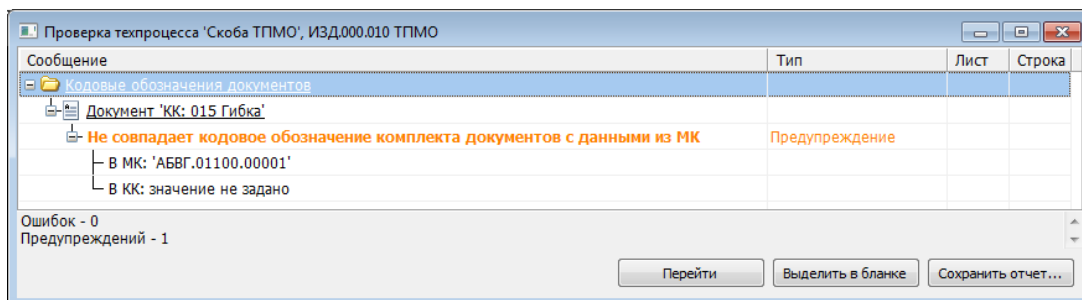 Проверка техпроцесса 'Скоба ТПМО', ИЗД.000.010 ТПМО
Сообщение Тип Лист Строка
Кодовые обозначения документов
Документ 'КК: 015 Гибка'
Не совпадает кодовое обозначение комплекта документов с данными из МК Предупреждение
В МК: 'АБВГ.01100.00001'
В КК: значение не задано
Ошибок - 0
Предупреждений - 1
Перейти Выделить в бланке Сохранить отчет...